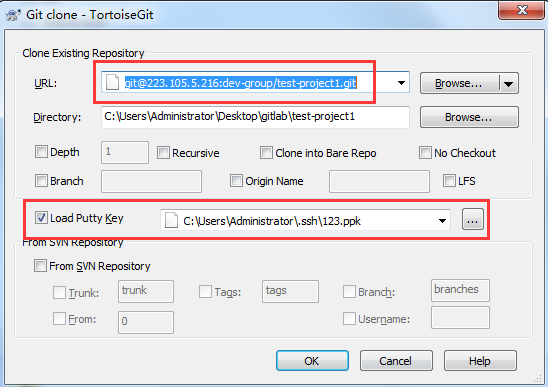 Git clone - TortoiseGit
Clone Existing Repository
URL: git@223.105.5.216:dev-group/test-project1.git Browse...
Directory: C:\Users\Administrator\Desktop\gitlab\test-project1 Browse...
Depth 1 Recursive Clone into Bare Repo No Checkout
Branch Origin Name LFS
Load Putty Key C:\Users\Administrator\.ssh\123.ppk ...
From SVN Repository
From SVN Repository
Trunk: trunk Tags: tags Branch: branches
From: 0 Username:
OK Cancel Help